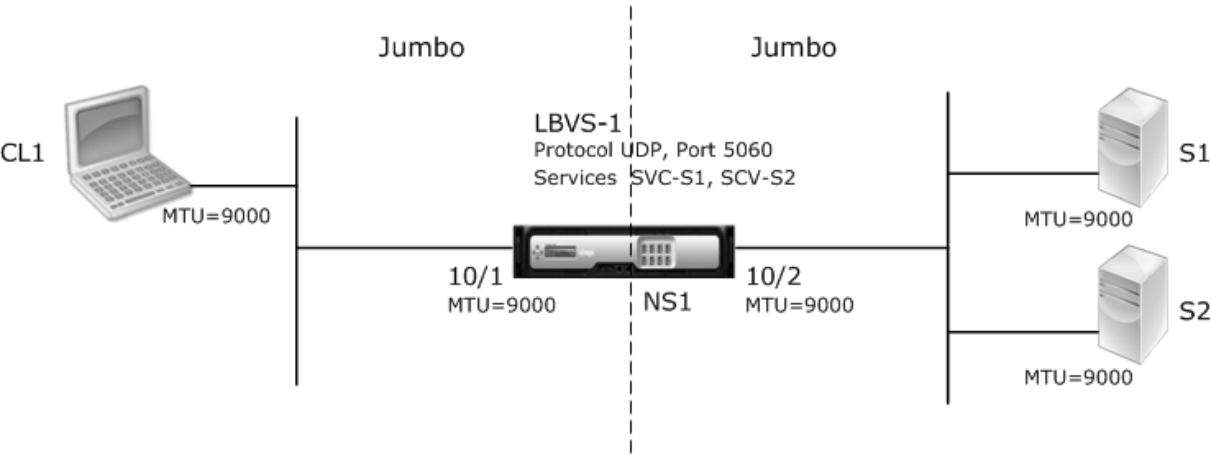 Jumbo
Jumbo
LBVS-1
Protocol UDP, Port 5060
Services SVC-S1, SCV-S2
CL1
MTU=9000
S1
MTU=9000
10/1
MTU=9000
NS1
10/2
MTU=9000
S2
MTU=9000